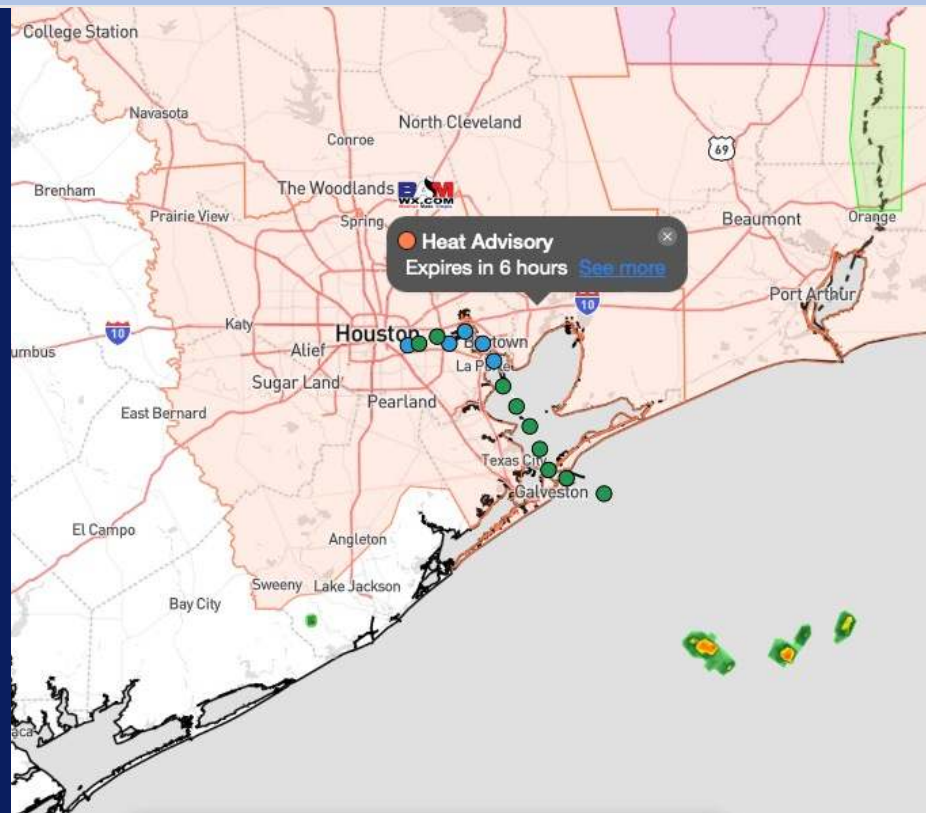 College Station
Navasota
Conroe
North Cleveland
69
Brenham
The Woodlands
BAM
WX.COM
Prairie View
Spring
Beaumont
Orange
Heat Advisory
Expires in 6 hours See more
10
Port Arthur
10
Katy
Houston
umbus
Alief
Baytown
La Porte
Sugar Land
Pearland
East Bernard
Texas City
Galveston
El Campo
Angleton
Sweeny
Lake Jackson
Bay City
aca